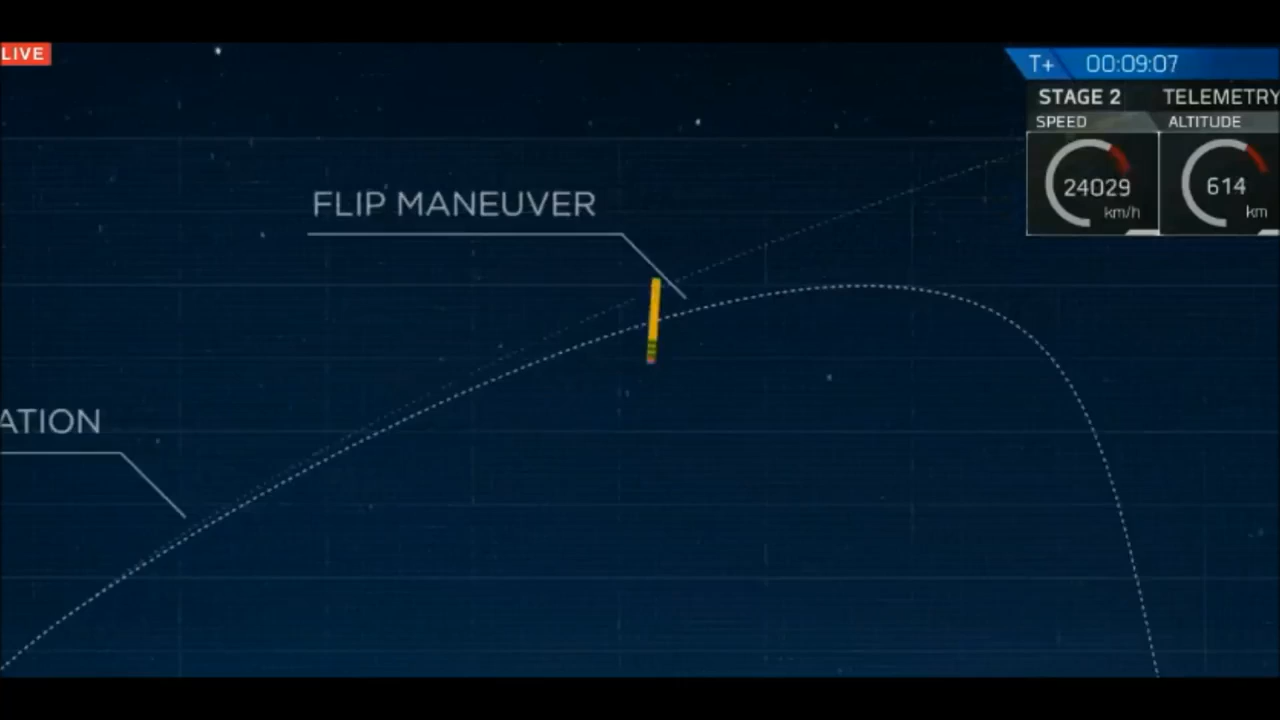 LIVE
T+ 00:09:07
STAGE 2 TELEMETRY
SPEED ALTITUDE
24029 614
km/h km
FLIP MANEUVER
ATION